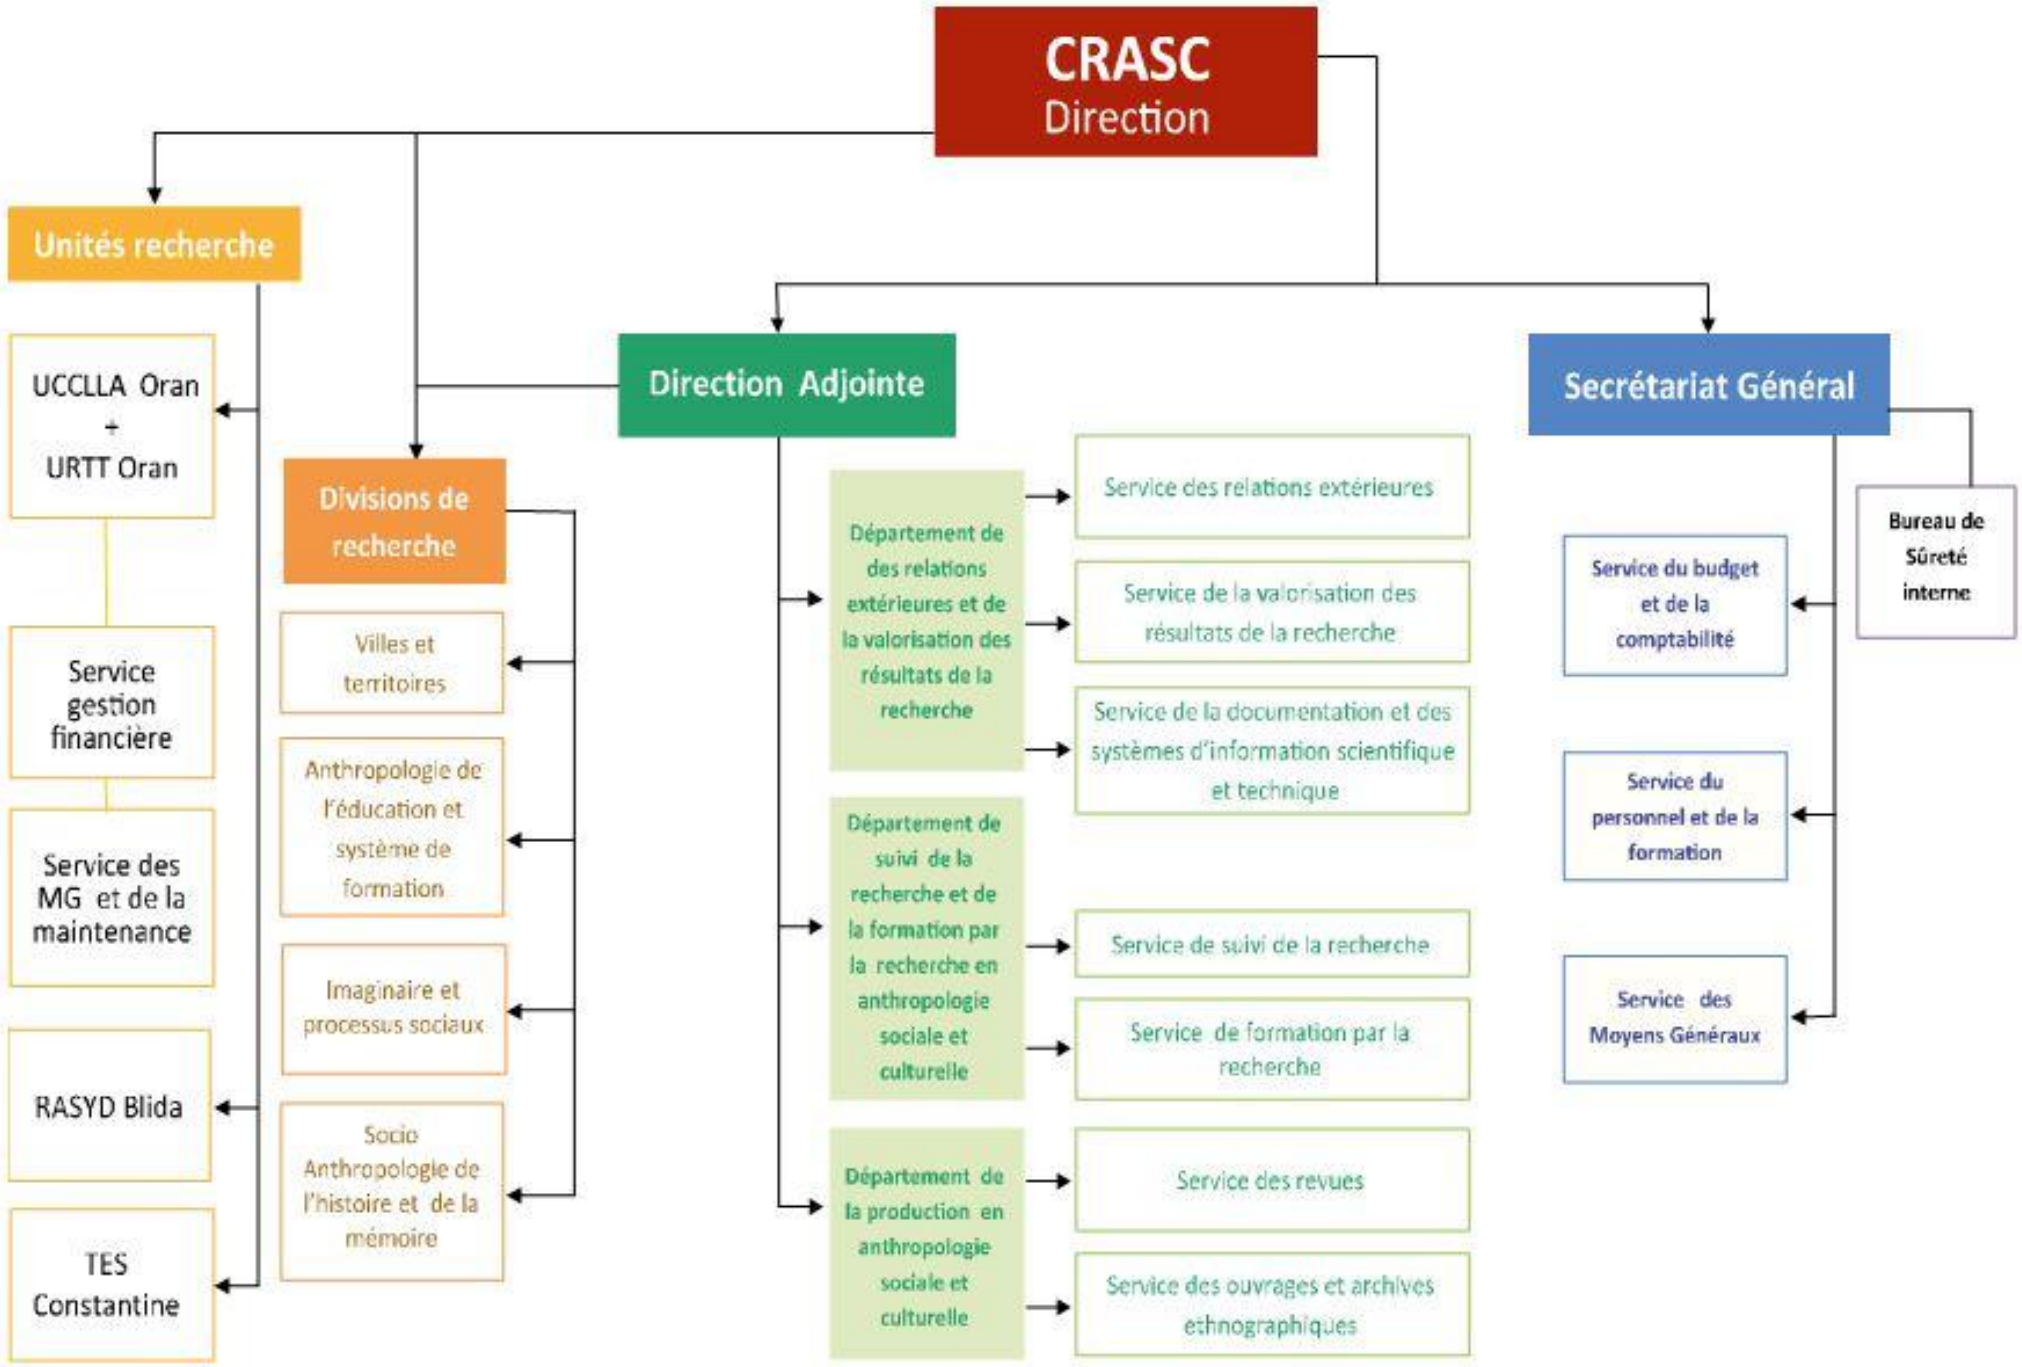 CRASC
Direction
Unités recherche
UCCLLA Oran
+
URTT Oran
Service
gestion
financière
Service des
MG et de la
maintenance
RASYD Blida
TES
Constantine
Divisions de
recherche
Villes et
territoires
Anthropologie de
l'éducation et
système de
formation
Imaginaire et
processus sociaux
Socio
Anthropologie de
l'histoire et de la
mémoire
Direction Adjointe
Département de
des relations
extérieures et de
la valorisation des
résultats de la
recherche
Service des relations extérieures
Service de la valorisation des
résultats de la recherche
Service de la documentation et des
systèmes d'information scientifique
et technique
Département de
suivi de la
recherche et de
la formation par
la recherche en
anthropologie
sociale et
culturelle
Service de suivi de la recherche
Service de formation par la
recherche
Département de
la production en
anthropologie
sociale et
culturelle
Service des revues
Service des ouvrages et archives
ethnographiques
Secrétariat Général
Bureau de
Sûreté
interne
Service du budget
et de la
comptabilité
Service du
personnel et de la
formation
Service des
Moyens Généraux